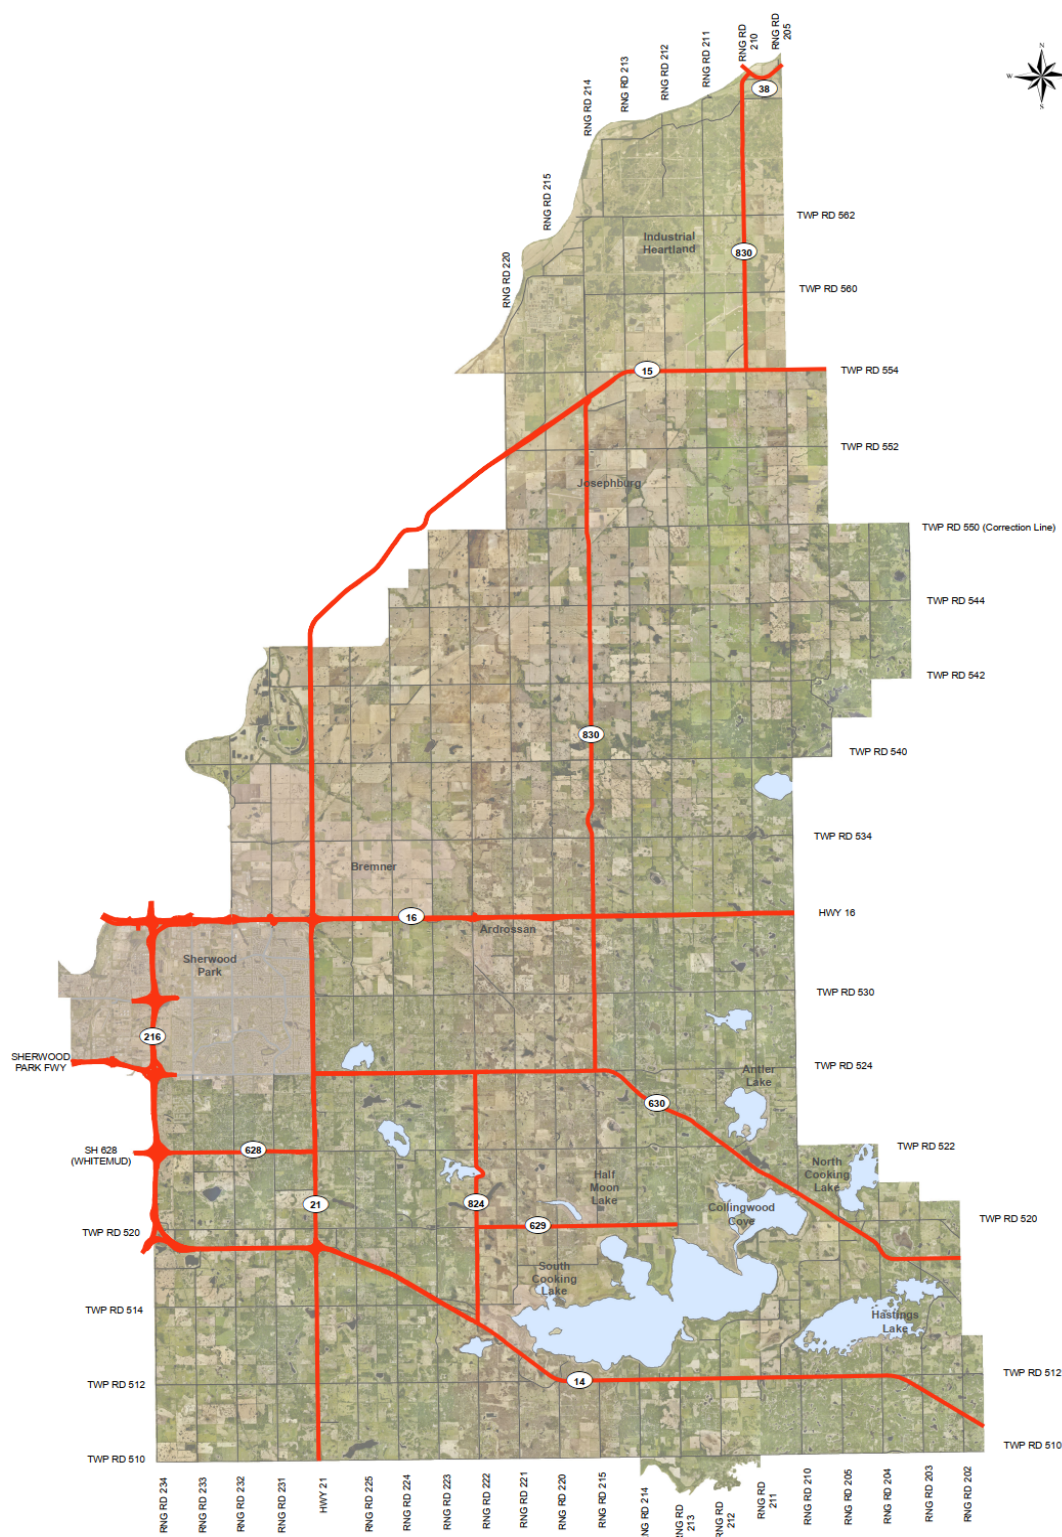 RNG RD 214
RNG RD 213
RNG RD 212
RNG RD 211
RNG RD
210
RNG RD
205
N
W
E
S
38
RNG RD 215
RNG RD 220
TWP RD 562
Industrial
Heartland
830
TWP RD 560
15
TWP RD 554
TWP RD 552
Josephburg
TWP RD 550 (Correction Line)
TWP RD 544
TWP RD 542
830
TWP RD 540
TWP RD 534
Bremner
16
HWY 16
Ardrossan
Sherwood
Park
TWP RD 530
216
SHERWOOD
PARK FWY
TWP RD 524
Antler
Lake
630
SH 628
(WHITEMUD)
628
TWP RD 522
North
Cooking
Lake
Half
Moon
Lake
21
824
Collingwood
Cove
629
TWP RD 520
TWP RD 520
South
Cooking
Lake
TWP RD 514
Hastings
Lake
TWP RD 512
14
TWP RD 512
TWP RD 510
TWP RD 510
RNG RD 234
RNG RD 233
RNG RD 232
RNG RD 231
HWY 21
RNG RD 225
RNG RD 224
RNG RD 223
RNG RD 222
RNG RD 221
RNG RD 220
RNG RD 215
RNG RD 214
RNG RD
213
RNG RD
212
RNG RD
211
RNG RD 210
RNG RD 205
RNG RD 204
RNG RD 203
RNG RD 202